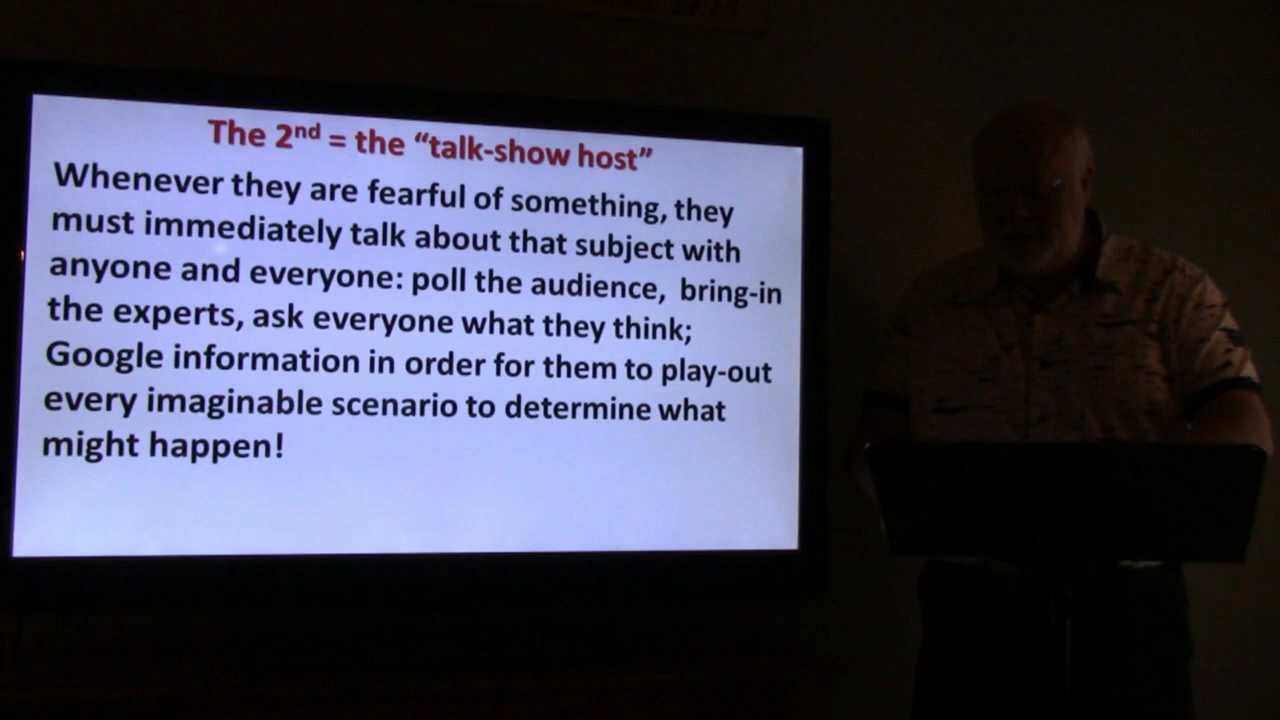 The 2nd = the “talk-show host”
Whenever they are fearful of something, they
must immediately talk about that subject with
anyone and everyone: poll the audience, bring-in
the experts, ask everyone what they think;
Google information in order for them to play-out
every imaginable scenario to determine what
might happen!